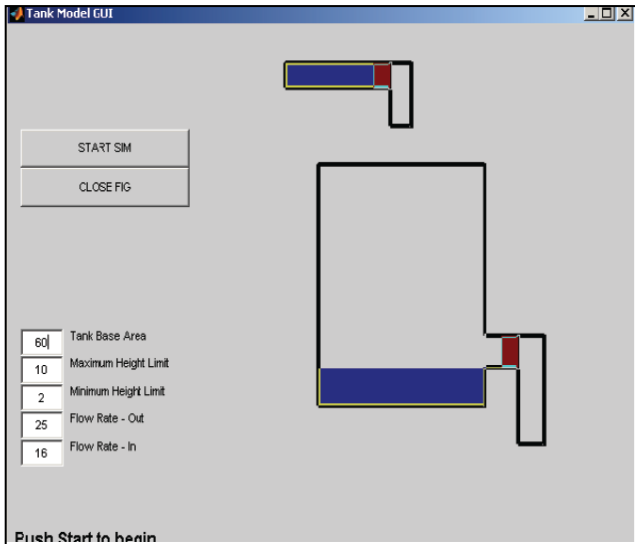 Tank Model GUI
START SIM
CLOSE FIG
60 Tank Base Area
10 Maximum Height Limit
2 Minimum Height Limit
25 Flow Rate - Out
16 Flow Rate - In
Push Start to begin